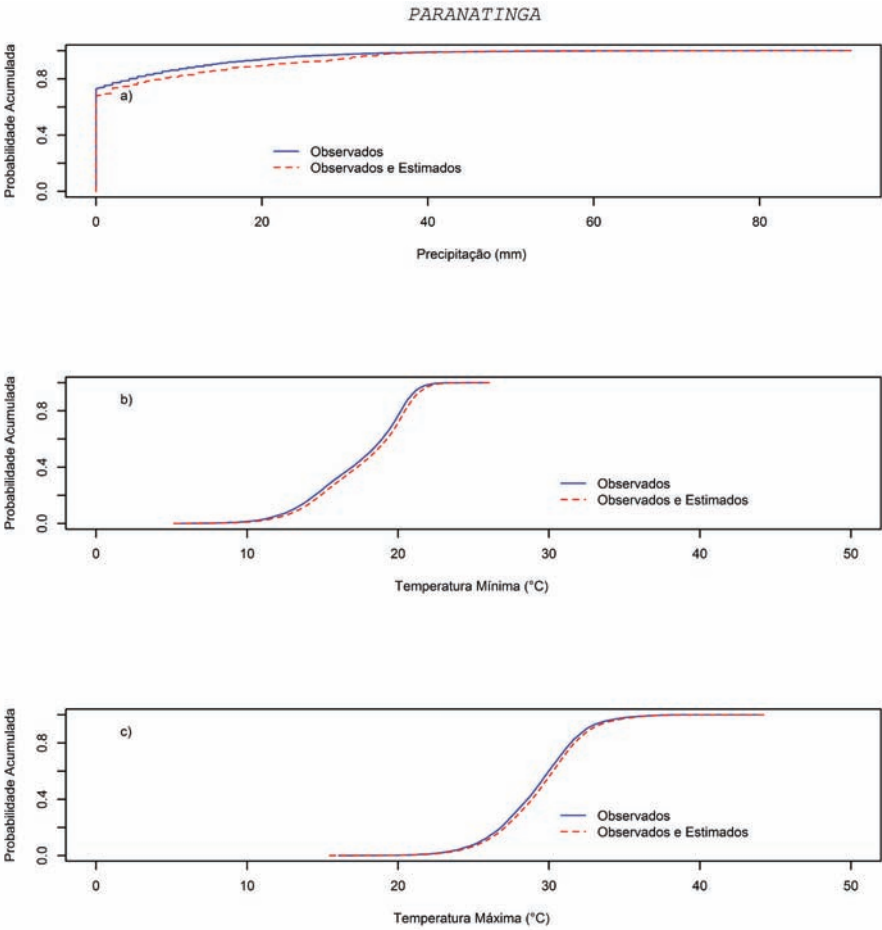 PARANATINGA
Probabilidade Acumulada
0.0 0.4 0.8
a)
Observados
Observados e Estimados
0 20 40 60 80
Precipitação (mm)
Probabilidade Acumulada
0.0 0.4 0.8
b)
Observados
Observados e Estimados
0 10 20 30 40 50
Temperatura Mínima (°C)
Probabilidade Acumulada
0.0 0.4 0.8
c)
Observados
Observados e Estimados
0 10 20 30 40 50
Temperatura Máxima (°C)